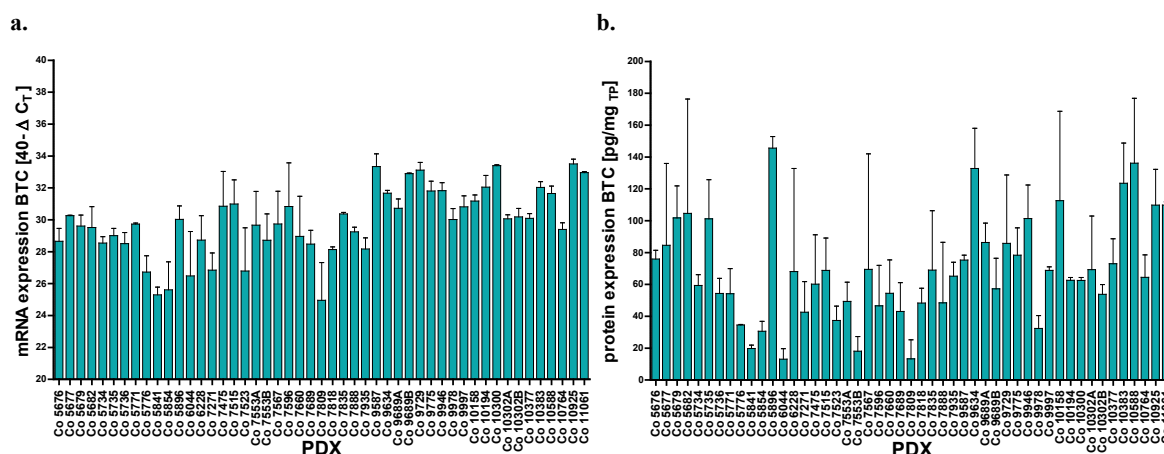 a.
mRNA expression BTC [40-Δ C_T]
40
38
36
34
32
30
28
26
24
22
20
Co 5676
Co 5677
Co 5679
Co 5682
Co 5734
Co 5735
Co 5736
Co 5771
Co 5776
Co 5841
Co 5854
Co 5896
Co 6044
Co 6228
Co 7271
Co 7475
Co 7515
Co 7523
Co 7553A
Co 7553B
Co 7567
Co 7596
Co 7660
Co 7689
Co 7809
Co 7818
Co 7835
Co 7888
Co 7935
Co 9587
Co 9634
Co 9689A
Co 9689B
Co 9729
Co 9775
Co 9946
Co 9978
Co 9997
Co 10158
Co 10194
Co 10300
Co 10302A
Co 10302B
Co 10377
Co 10383
Co 10588
Co 10764
Co 10925
Co 11061
PDX
b.
protein expression BTC [pg/mg TP]
200
180
160
140
120
100
80
60
40
20
0
Co 5676
Co 5677
Co 5679
Co 5682
Co 5734
Co 5735
Co 5736
Co 5771
Co 5776
Co 5841
Co 5854
Co 5896
Co 6044
Co 6228
Co 7271
Co 7475
Co 7515
Co 7523
Co 7553A
Co 7553B
Co 7567
Co 7596
Co 7660
Co 7689
Co 7809
Co 7818
Co 7835
Co 7888
Co 7935
Co 9587
Co 9634
Co 9689A
Co 9689B
Co 9729
Co 9775
Co 9946
Co 9978
Co 9997
Co 10158
Co 10194
Co 10300
Co 10302A
Co 10302B
Co 10377
Co 10383
Co 10588
Co 10764
Co 10925
PDX